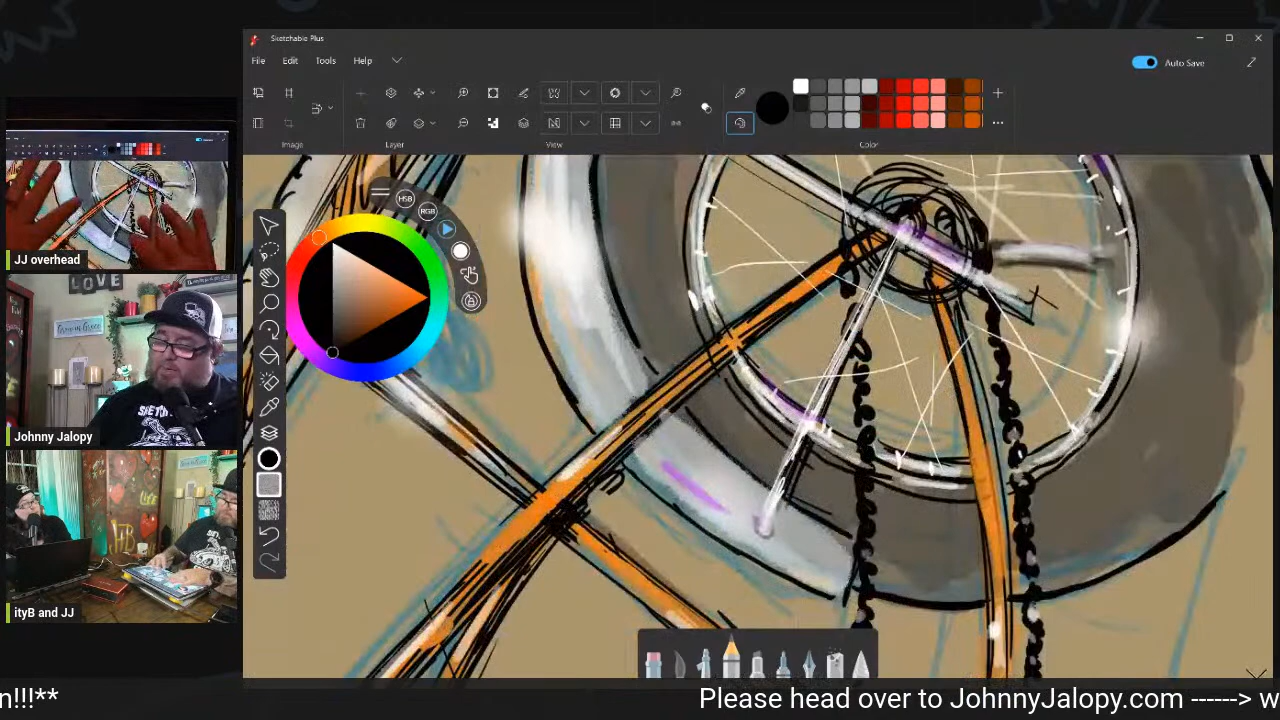 Sketchable Plus
File Edit Tools Help
Auto Save
Image Layer View Color
HSB
RGB
JJ overhead
LOVE
Johnny Jalopy
ityB and JJ
n!!!**
Please head over to JohnnyJalopy.com ------> w